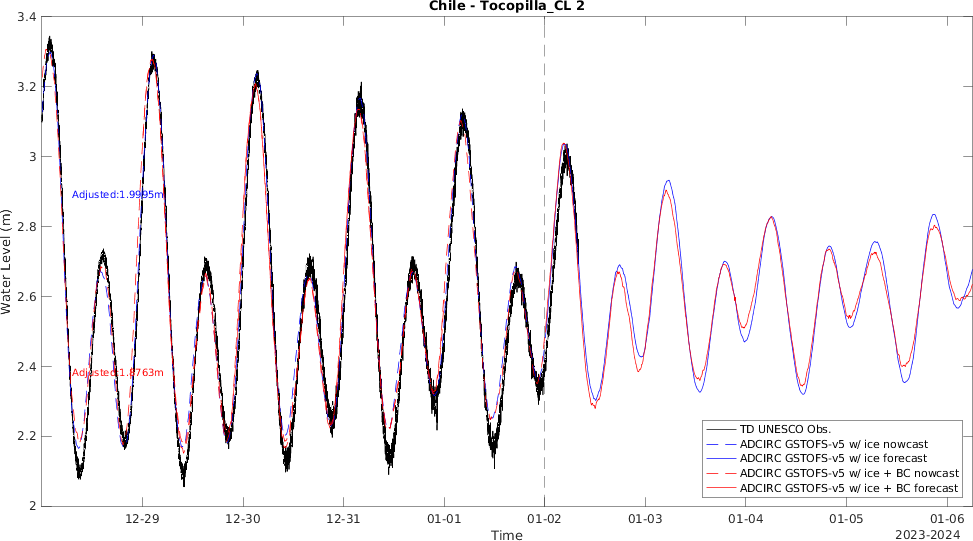 Chile - Tocopilla_CL 2
3.4
3.2
3
2.8
2.6
2.4
2.2
2
Water Level (m)
Adjusted:1.9995m
Adjusted:1.8763m
TD UNESCO Obs.
ADCIRC GSTOFS-v5 w/ ice nowcast
ADCIRC GSTOFS-v5 w/ ice forecast
ADCIRC GSTOFS-v5 w/ ice + BC nowcast
ADCIRC GSTOFS-v5 w/ ice + BC forecast
12-29 12-30 12-31 01-01 01-02 01-03 01-04 01-05 01-06
Time
2023-2024